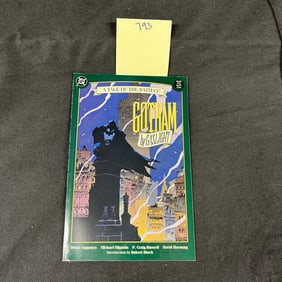 793
DC
A TALE OF THE BATMAN
GOTHAM
by GASLIGHT
Brian Augustyn Michael Mignola P. Craig Russell David Hornung
Introduction by Robert Bloch